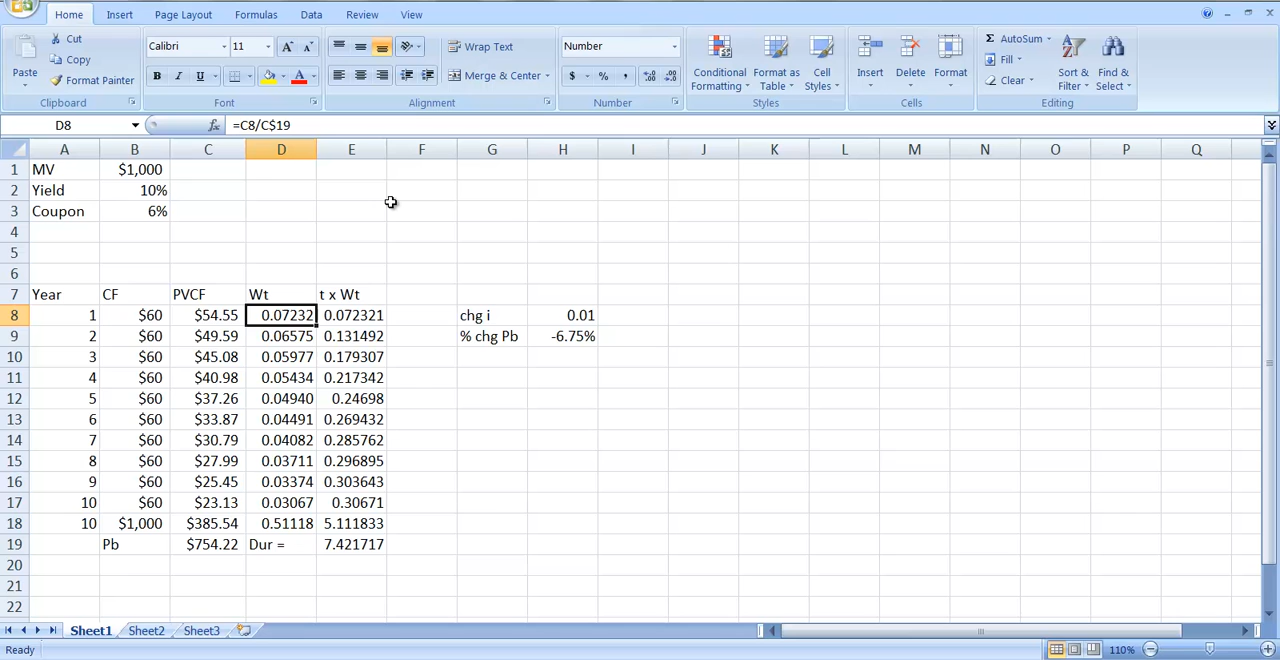 Home Insert Page Layout Formulas Data Review View
Paste Cut Copy Format Painter Clipboard
Calibri 11 A A B I U A Font
Wrap Text Merge & Center Alignment
Number $ % , Number
Conditional Formatting Format as Table Cell Styles Styles
Insert Delete Format Cells
Σ AutoSum Fill Clear Sort & Filter Find & Select Editing
D8 fx =C8/C$19
A B C D E F G H I J K L M N O P Q
1 MV $1,000
2 Yield 10%
3 Coupon 6%
4
5
6
7 Year CF PVCF Wt t x Wt
8 1 $60 $54.55 0.07232 0.072321 chg i 0.01
9 2 $60 $49.59 0.06575 0.131492 % chg Pb -6.75%
10 3 $60 $45.08 0.05977 0.179307
11 4 $60 $40.98 0.05434 0.217342
12 5 $60 $37.26 0.04940 0.24698
13 6 $60 $33.87 0.04491 0.269432
14 7 $60 $30.79 0.04082 0.285762
15 8 $60 $27.99 0.03711 0.296895
16 9 $60 $25.45 0.03374 0.303643
17 10 $60 $23.13 0.03067 0.30671
18 10 $1,000 $385.54 0.51118 5.111833
19 Pb $754.22 Dur = 7.421717
20
21
22
Sheet1 Sheet2 Sheet3
Ready 110%